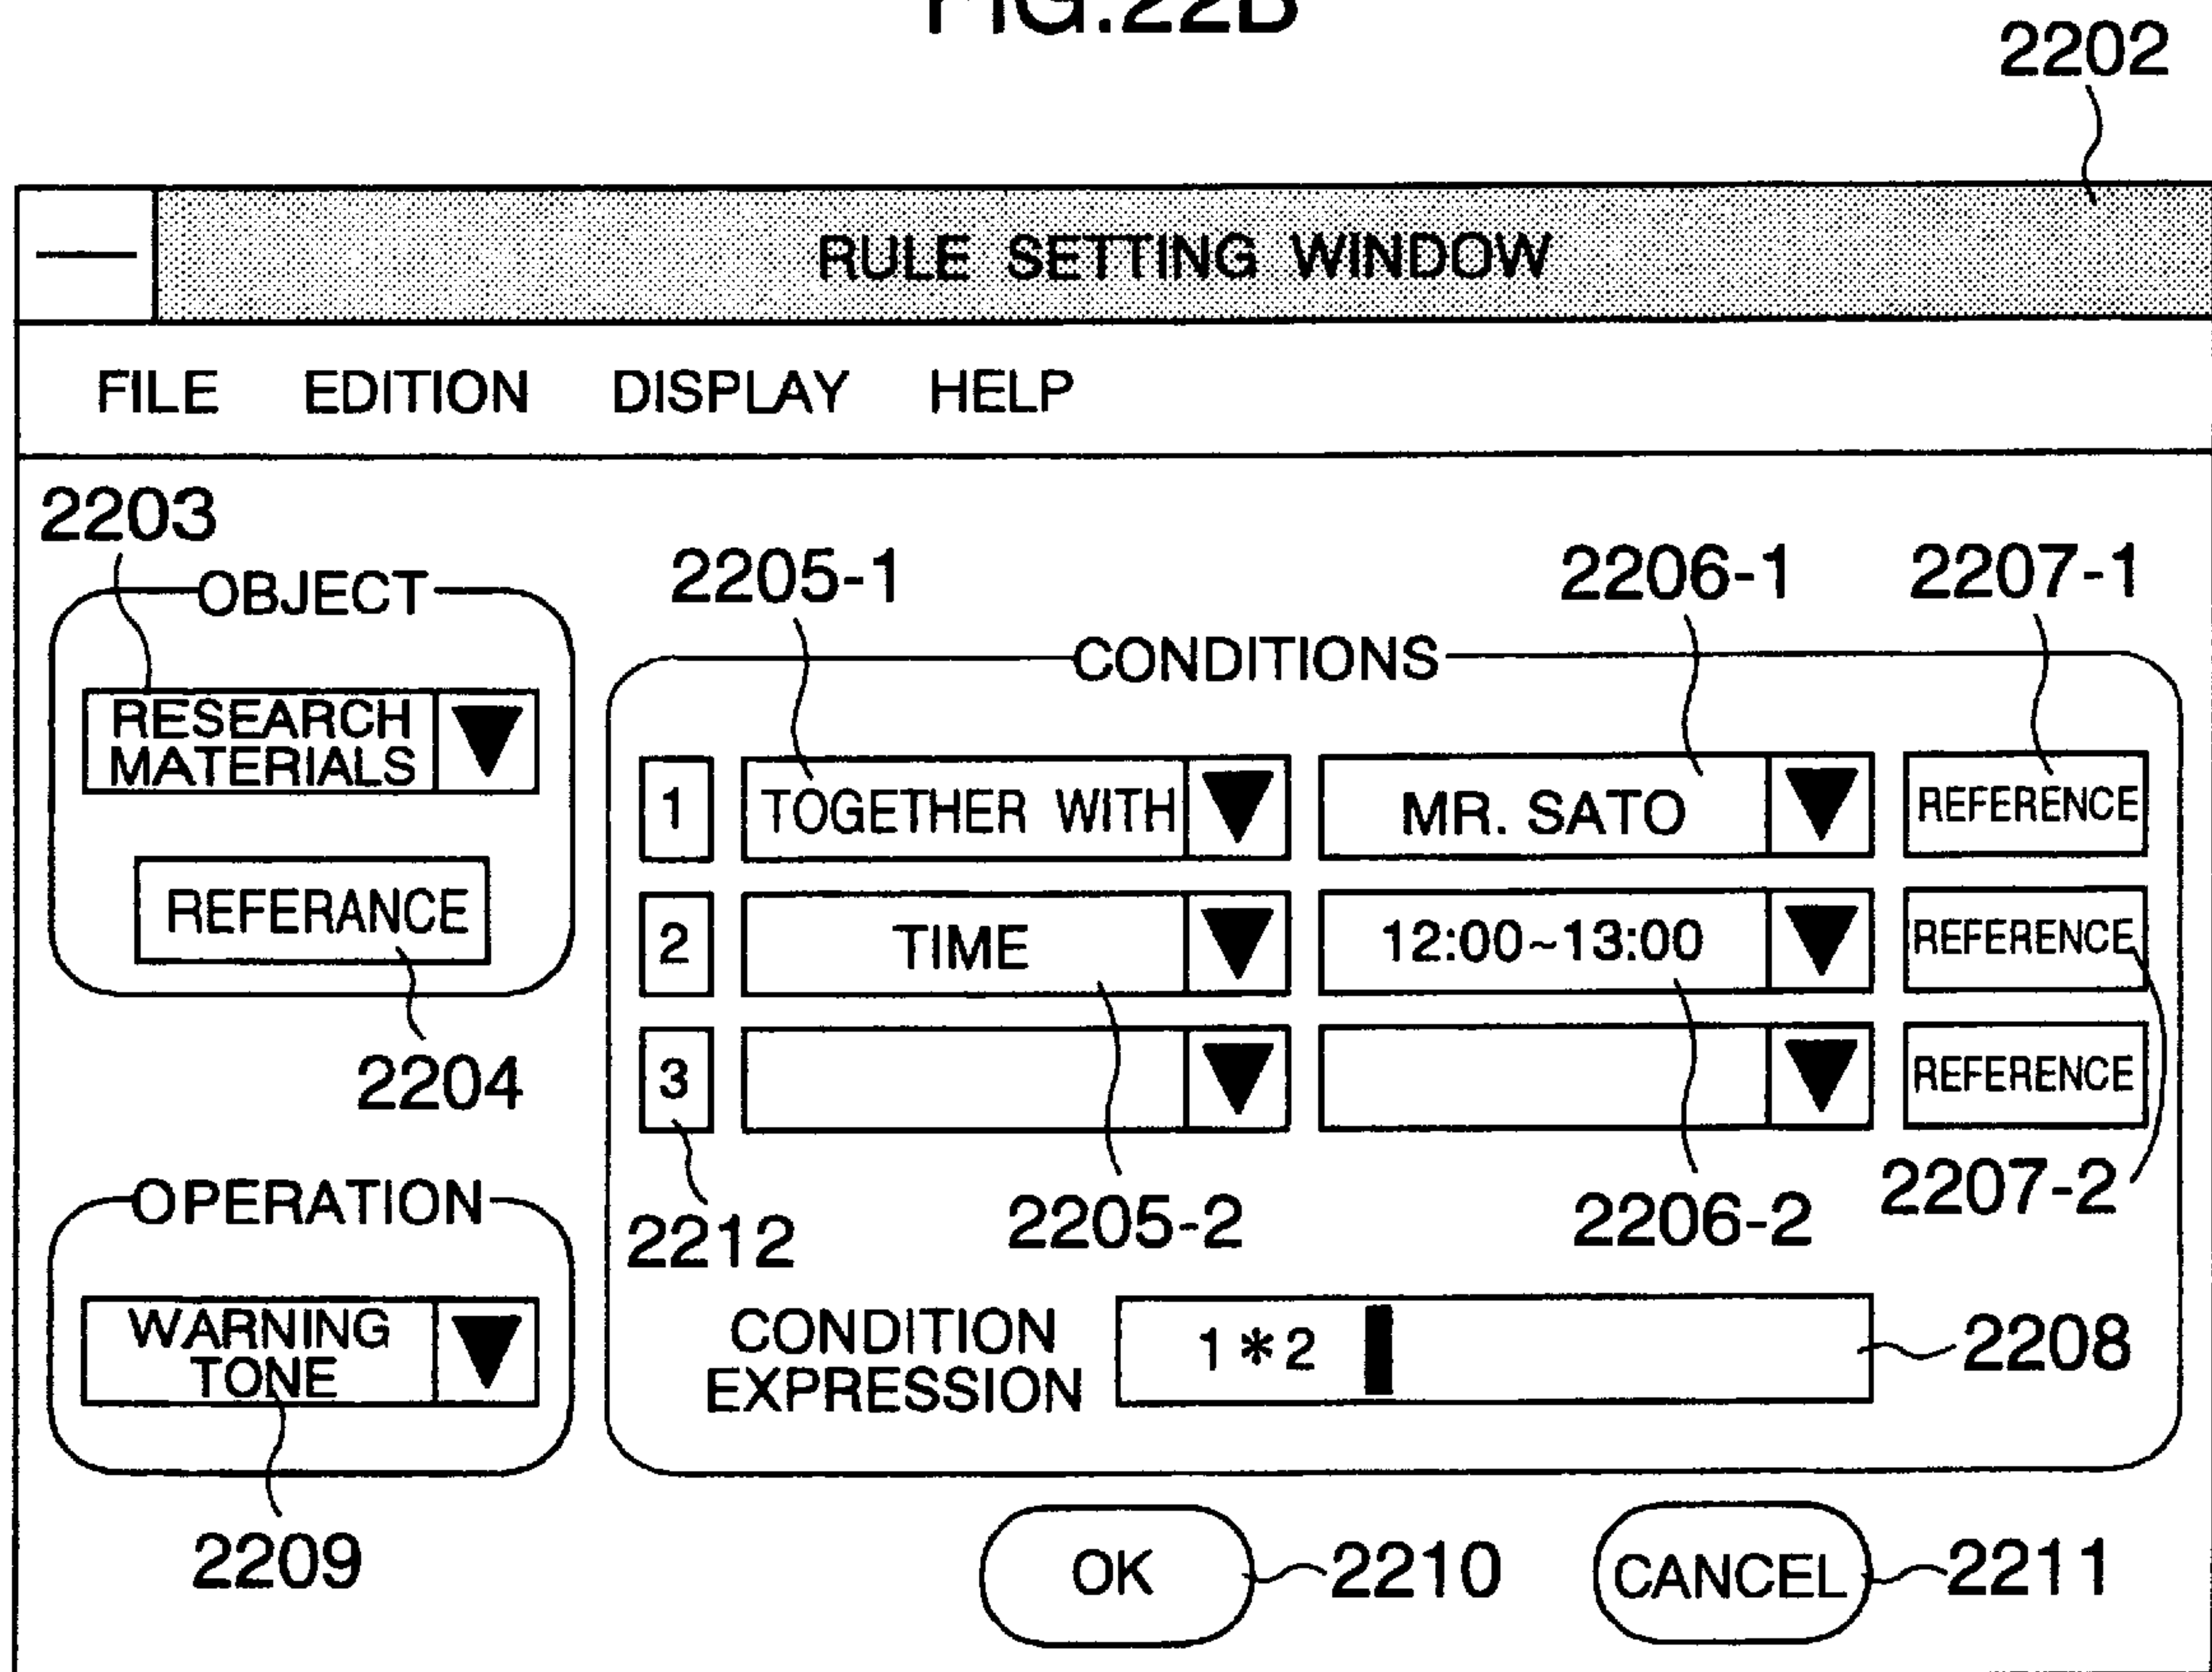 FIG.22B
2202
RULE SETTING WINDOW
FILE EDITION DISPLAY HELP
2203
OBJECT
RESEARCH
MATERIALS
REFERANCE
2204
OPERATION
WARNING
TONE
2209
2205-1 2206-1 2207-1
CONDITIONS
1 TOGETHER WITH MR. SATO REFERENCE
2 TIME 12:00~13:00 REFERENCE
3 REFERENCE
2212 2205-2 2206-2 2207-2
CONDITION
EXPRESSION
1*2
2208
OK 2210 CANCEL 2211